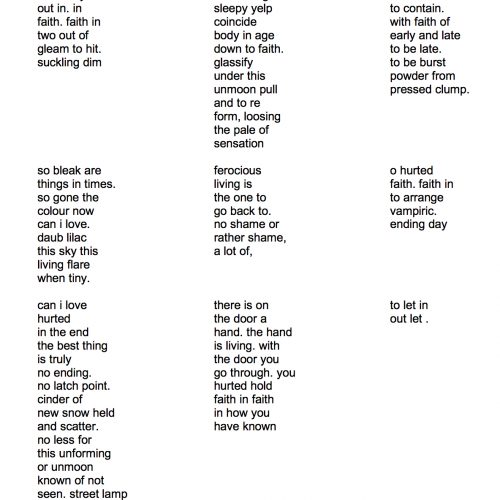 out in. in
faith. faith in
two out of
gleam to hit.
suckling dim
so bleak are
things in times.
so gone the
colour now
can i love.
daub lilac
this sky this
living flare
when tiny.
can i love
hurted
in the end
the best thing
is truly
no ending.
no latch point.
cinder of
new snow held
and scatter.
no less for
this unforming
or unmoon
known of not
seen. street lamp
sleepy yelp
coincide
body in age
down to faith.
glassify
under this
unmoon pull
and to re
form, loosing
the pale of
sensation
ferocious
living is
the one to
go back to.
no shame or
rather shame,
a lot of,
there is on
the door a
hand. the hand
is living. with
the door you
go through. you
hurted hold
faith in faith
in how you
have known
to contain.
with faith of
early and late
to be late.
to be burst
powder from
pressed clump.
o hurted
faith. faith in
to arrange
vampiric.
ending day
to let in
out let .